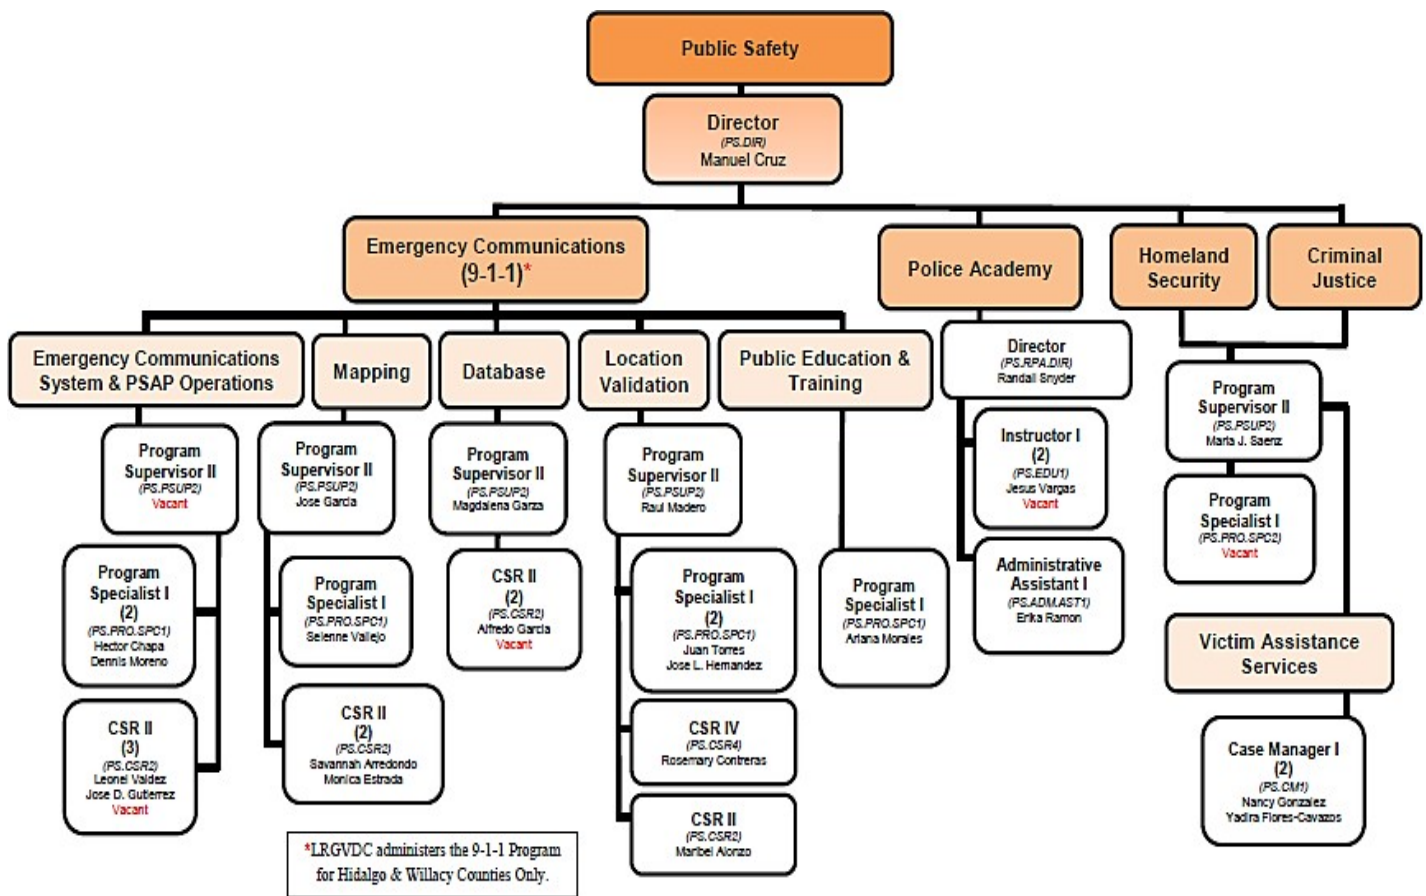 Public Safety
Director
(PS.DIR)
Manuel Cruz
Emergency Communications
(9-1-1)*
Police Academy
Homeland
Security
Criminal
Justice
Emergency Communications
System & PSAP Operations
Mapping
Database
Location
Validation
Public Education &
Training
Director
(PS.RPA.DIR)
Randall Snyder
Program
Supervisor II
(PS.PSUP2)
Vacant
Program
Supervisor II
(PS.PSUP2)
Jose Garcia
Program
Supervisor II
(PS.PSUP2)
Magdalena Garza
Program
Supervisor II
(PS.PSUP2)
Raul Madero
Instructor I
(2)
(PS.EDU1)
Jesus Vargas
Vacant
Program
Supervisor II
(PS.PSUP2)
Maria J. Saenz
Program
Specialist I
(PS.PRO.SPC2)
Vacant
Program
Specialist I
(2)
(PS.PRO.SPC1)
Hector Chapa
Dennis Moreno
Program
Specialist I
(PS.PRO.SPC1)
Selenne Vallejo
CSR II
(2)
(PS.CSR2)
Alfredo Garcia
Vacant
Program
Specialist I
(2)
(PS.PRO.SPC1)
Juan Torres
Jose L. Hernandez
Program
Specialist I
(PS.PRO.SPC1)
Ariana Morales
Administrative
Assistant I
(PS.ADM.AST1)
Erika Ramon
Victim Assistance
Services
CSR II
(3)
(PS.CSR2)
Leonel Valdez
Jose D. Gutierrez
Vacant
CSR II
(2)
(PS.CSR2)
Savannah Arredondo
Monica Estrada
CSR IV
(PS.CSR4)
Rosemary Contreras
CSR II
(PS.CSR2)
Maribel Alonzo
Case Manager I
(2)
(PS.CM1)
Nancy Gonzalez
Yadira Flores-Cavazos
*LRGVDC administers the 9-1-1 Program
for Hidalgo & Willacy Counties Only.